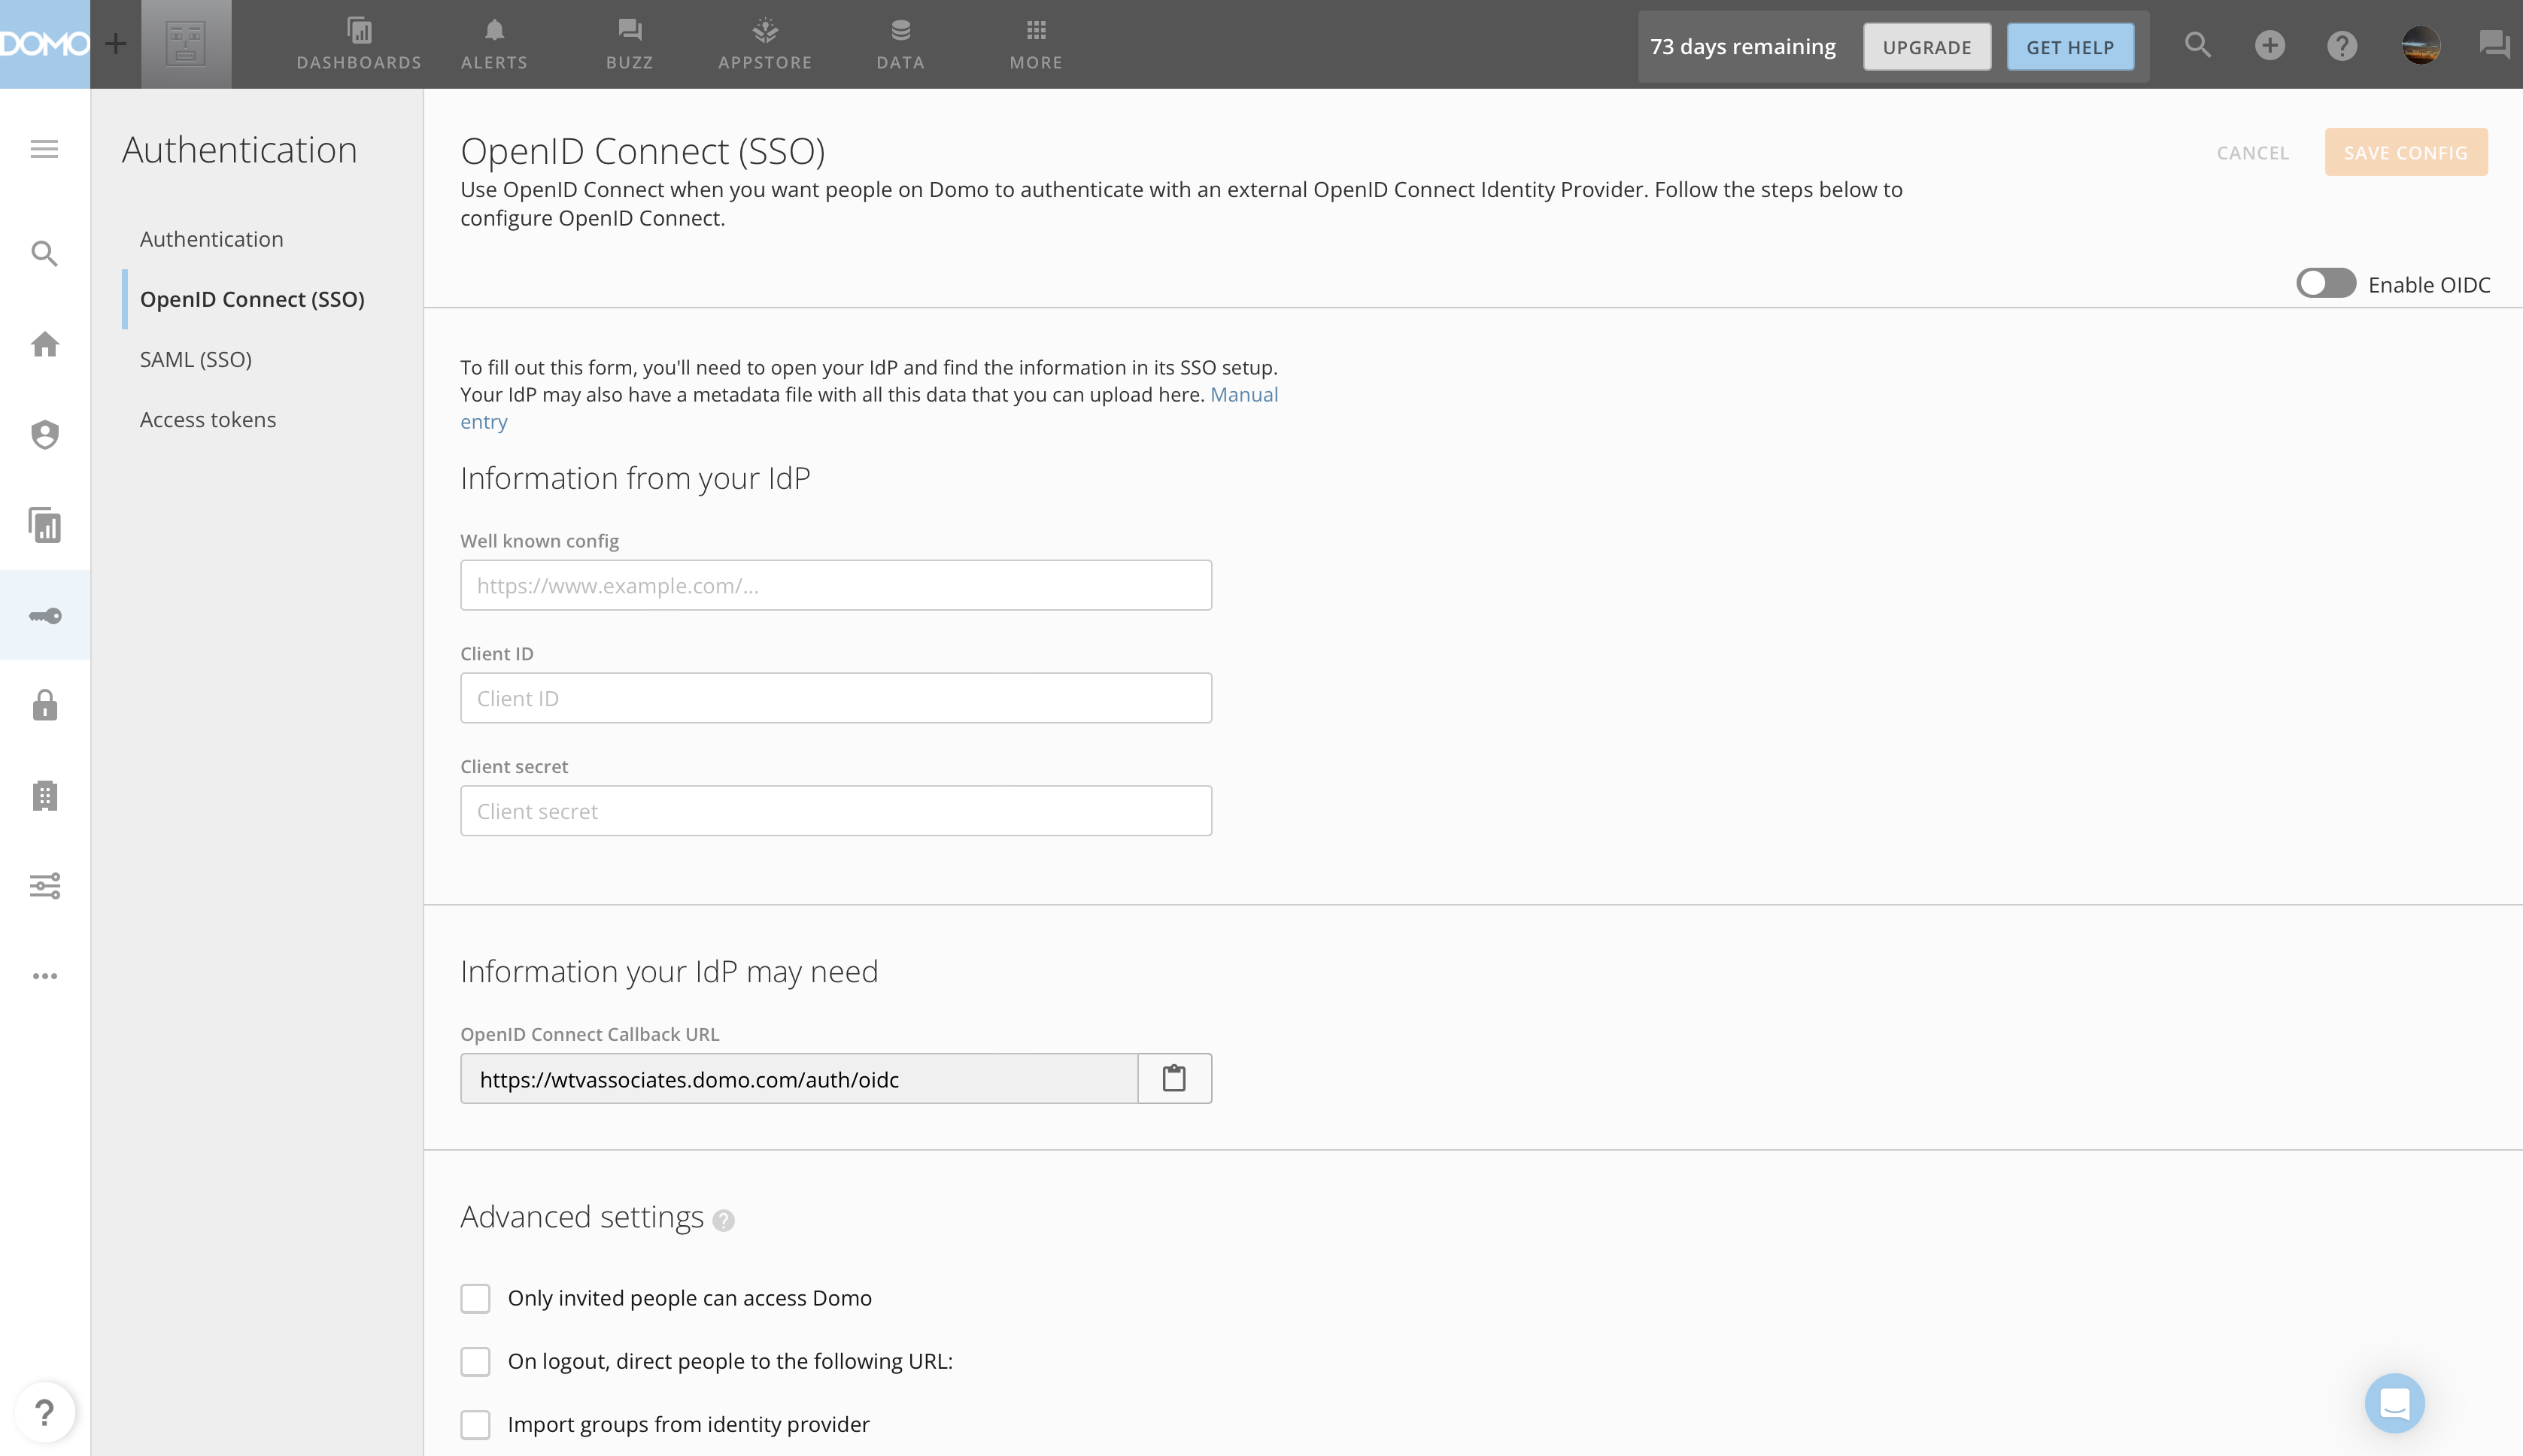 DOMO
DASHBOARDS
ALERTS
BUZZ
APPSTORE
DATA
MORE
73 days remaining
UPGRADE
GET HELP
Authentication
Authentication
OpenID Connect (SSO)
SAML (SSO)
Access tokens
OpenID Connect (SSO)
CANCEL
SAVE CONFIG
Use OpenID Connect when you want people on Domo to authenticate with an external OpenID Connect Identity Provider. Follow the steps below to
configure OpenID Connect.
Enable OIDC
To fill out this form, you'll need to open your IdP and find the information in its SSO setup.
Your IdP may also have a metadata file with all this data that you can upload here. Manual
entry
Information from your IdP
Well known config
https://www.example.com/...
Client ID
Client ID
Client secret
Client secret
Information your IdP may need
OpenID Connect Callback URL
https://wtvassociates.domo.com/auth/oidc
Advanced settings ?
Only invited people can access Domo
On logout, direct people to the following URL:
Import groups from identity provider
?